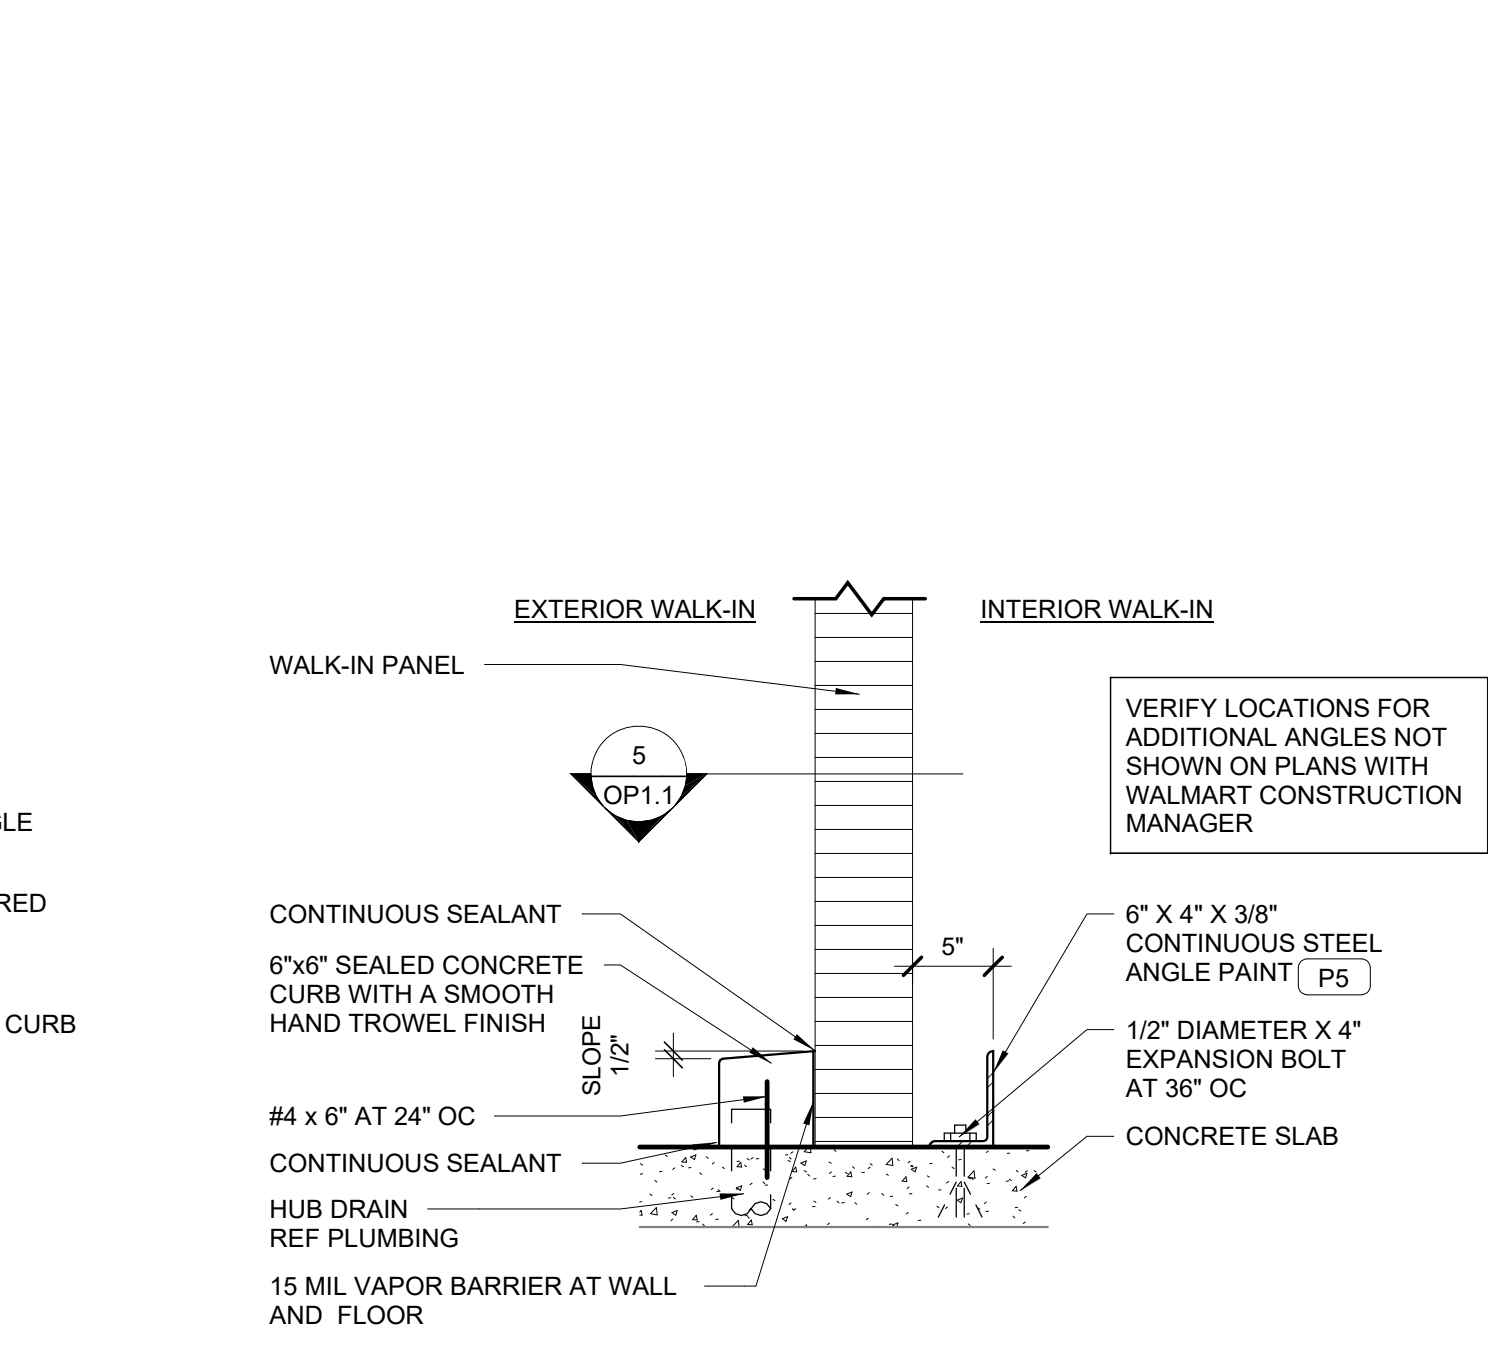 EXTERIOR WALK-IN
INTERIOR WALK-IN
WALK-IN PANEL
VERIFY LOCATIONS FOR
ADDITIONAL ANGLES NOT
SHOWN ON PLANS WITH
WALMART CONSTRUCTION
MANAGER
5
OP1.1
GLE
RED
CURB
CONTINUOUS SEALANT
6"x6" SEALED CONCRETE
CURB WITH A SMOOTH
HAND TROWEL FINISH
SLOPE
1/2"
#4 x 6" AT 24" OC
CONTINUOUS SEALANT
HUB DRAIN
REF PLUMBING
15 MIL VAPOR BARRIER AT WALL
AND  FLOOR
5"
6" X 4" X 3/8"
CONTINUOUS STEEL
ANGLE PAINT P5
1/2" DIAMETER X 4"
EXPANSION BOLT
AT 36" OC
CONCRETE SLAB